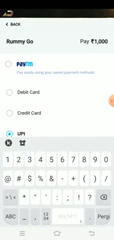 BACK
Rummy Go Pay ₹1,000
Paytm
Pay easily using your saved payment methods
Debit Card
Credit Card
UPI
1 2 3 4 5 6 7 8 9 0
@ # $ % & - + ( ) /
= \ < * " ' : ; ! ?
ABC , _ . Pergi